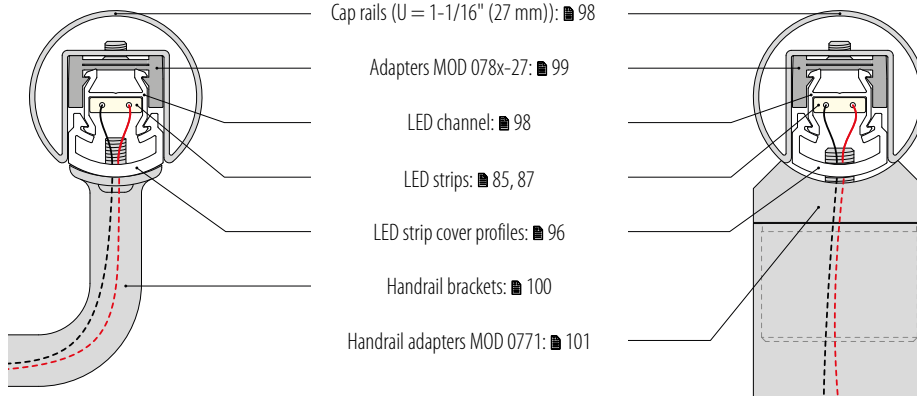 Cap rails (U = 1-1/16" (27 mm)): 98
Adapters MOD 078x-27: 99
LED channel: 98
LED strips: 85, 87
LED strip cover profiles: 96
Handrail brackets: 100
Handrail adapters MOD 0771: 101